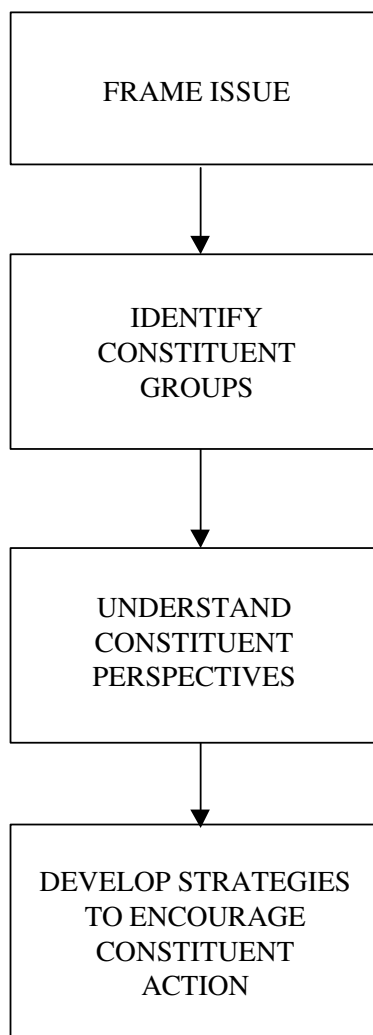 FRAME ISSUE
IDENTIFY
CONSTITUENT
GROUPS
UNDERSTAND
CONSTITUENT
PERSPECTIVES
DEVELOP STRATEGIES
TO ENCOURAGE
CONSTITUENT
ACTION